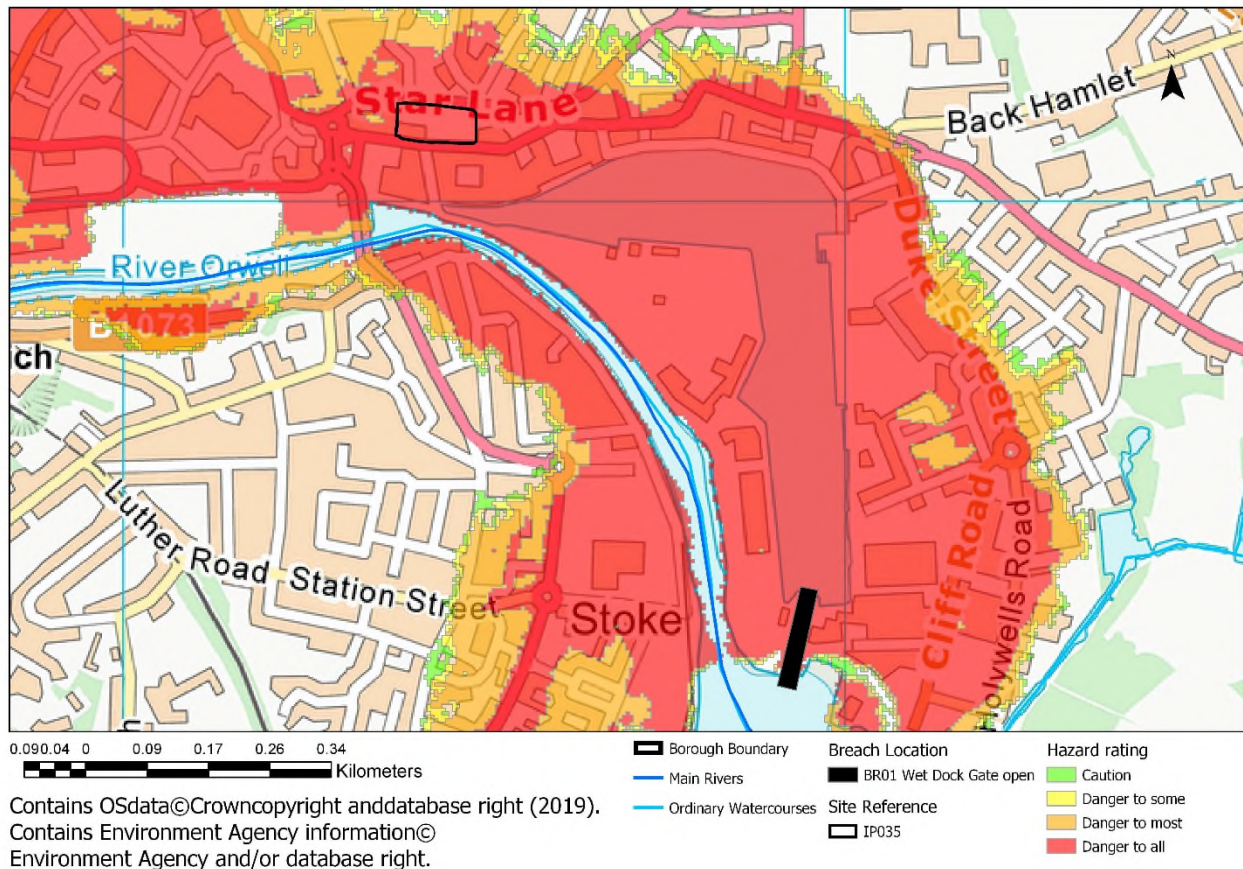 Star Lane
Back Hamlet
N
River Orwell
Duke Street
B1073
ich
Luther Road
Station Street
Stoke
Cliff Road
Holywells Road
0.090.04 0 0.09 0.17 0.26 0.34
Kilometers
Contains OSdata©Crowncopyright anddatabase right (2019).
Contains Environment Agency information©
Environment Agency and/or database right.
Borough Boundary
Main Rivers
Ordinary Watercourses
Breach Location
BR01 Wet Dock Gate open
Site Reference
IP035
Hazard rating
Caution
Danger to some
Danger to most
Danger to all